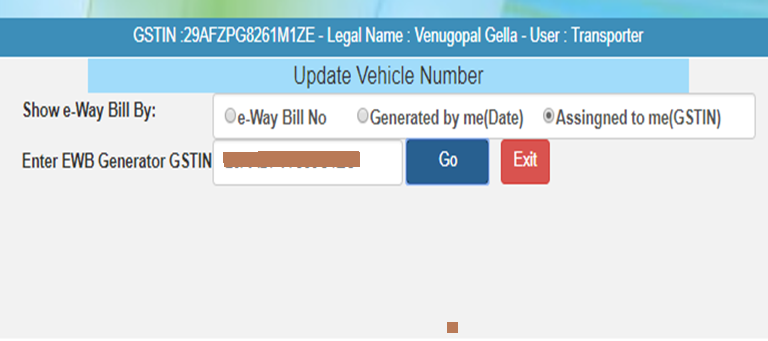 GSTIN :29AFZPG8261M1ZE - Legal Name : Venugopal Gella - User : Transporter
Update Vehicle Number
Show e-Way Bill By: e-Way Bill No Generated by me(Date) Assingned to me(GSTIN)
Enter EWB Generator GSTIN Go Exit